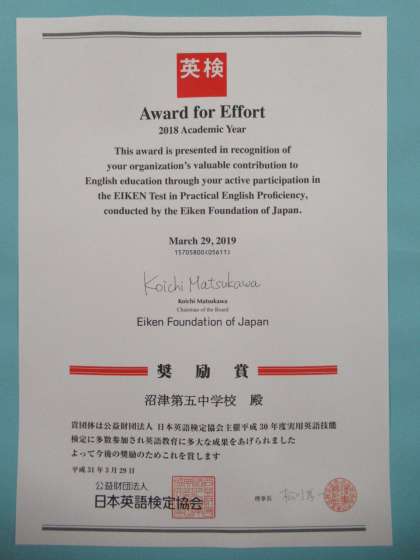 英検
Award for Effort
2018 Academic Year
This award is presented in recognition of
your organization's valuable contribution to
English education through your active participation in
the EIKEN Test in Practical English Proficiency,
conducted by the Eiken Foundation of Japan.
March 29, 2019
15705800(05611)
Koichi Matsukawa
Koichi Matsukawa
Chairman of the Board
Eiken Foundation of Japan
奨励賞
沼津第五中学校 殿
貴団体は公益財団法人 日本英語検定協会主催平成30年度実用英語技能
検定に多数参加され英語教育に多大な成果をあげられました
よって今後の奨励のためこれを賞します
平成31年3月29日
公益財団法人
日本英語検定協会
理事長